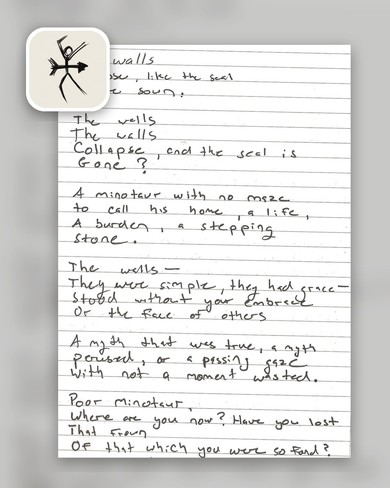 walls
like the seal
soun.
The walls
The walls
Collapse, and the seal is
Gone?
A minotaur with no maze
to call his home, a life,
A burden, a stepping
stone.
The walls —
They were simple, they had grace —
Stood without your embrace
Or the face of others
A myth that was true, a myth
perused, or a passing gaze
With not a moment wasted.
Poor Minotaur,
Where are you now? Have you lost
That frown
Of that which you were so fond?